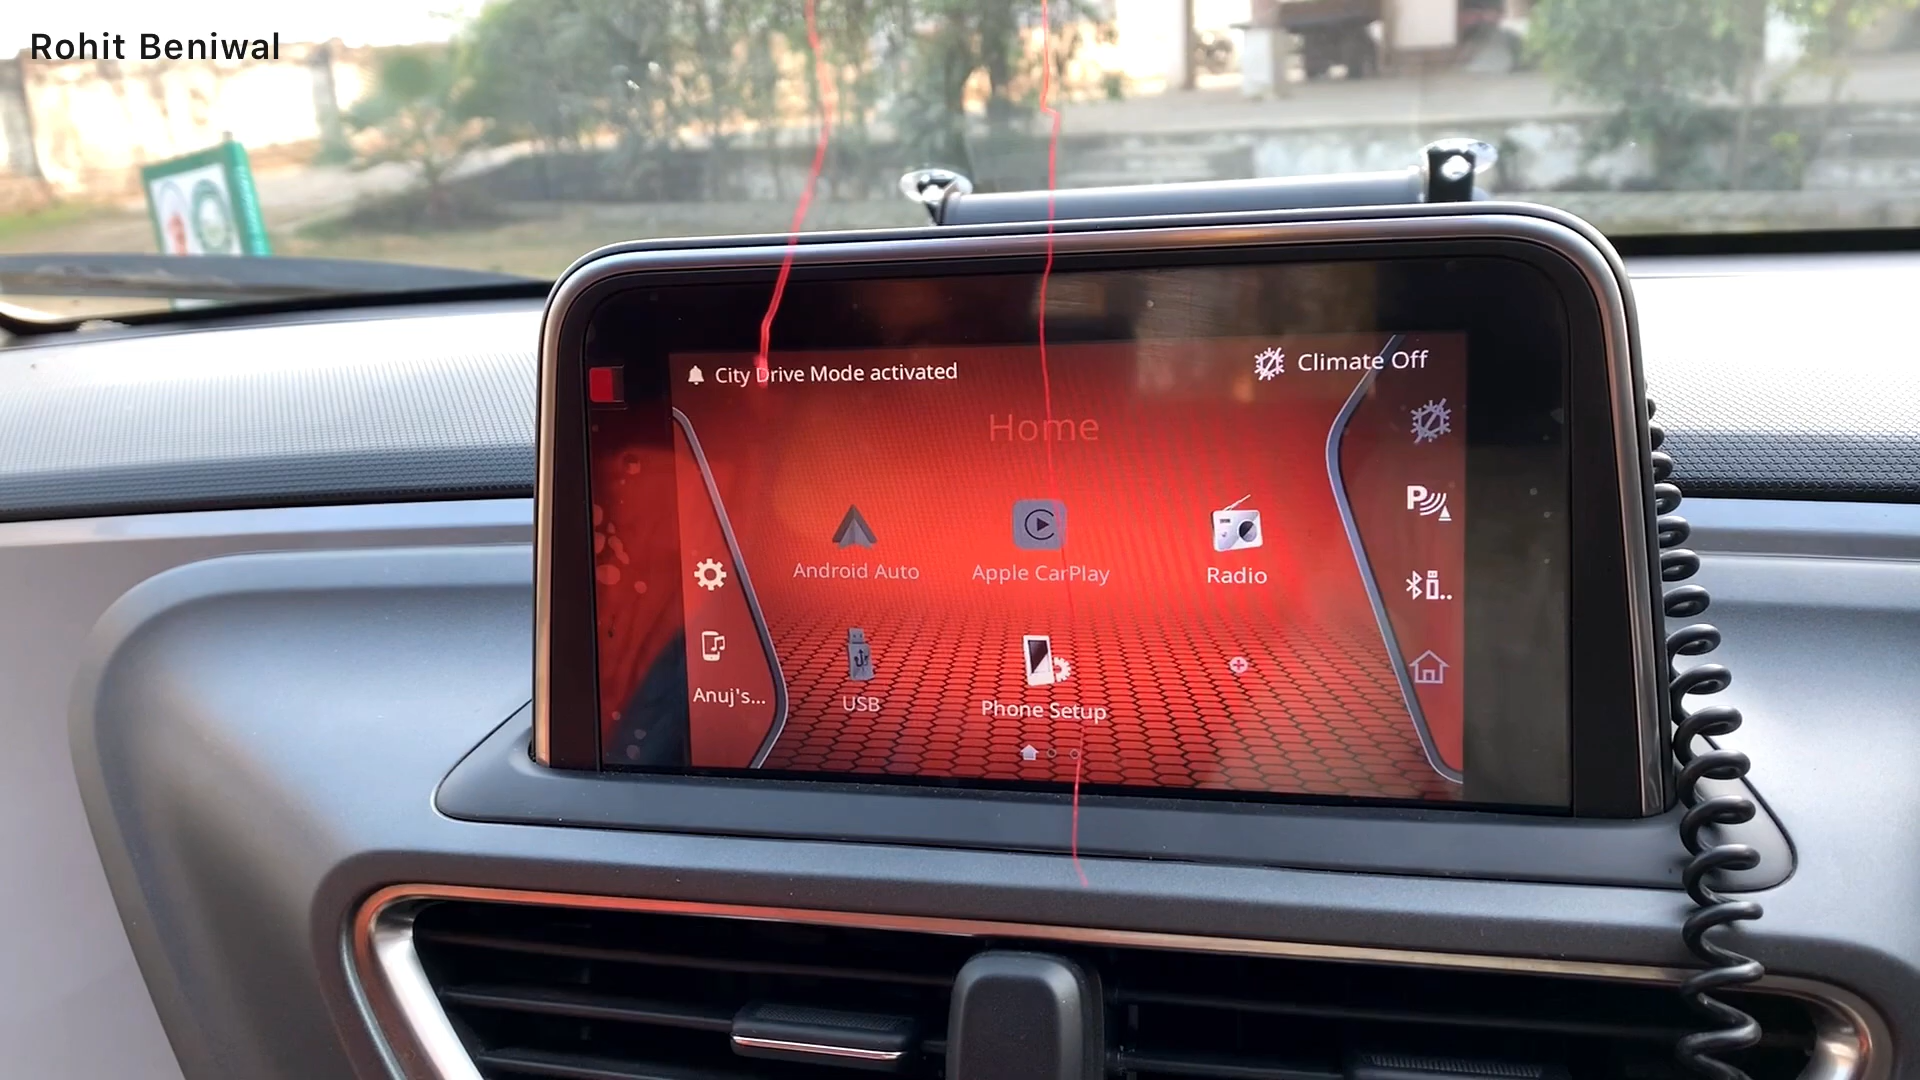 Rohit Beniwal
City Drive Mode activated
Climate Off
Home
Android Auto
Apple CarPlay
Radio
P
Anuj's...
USB
Phone Setup